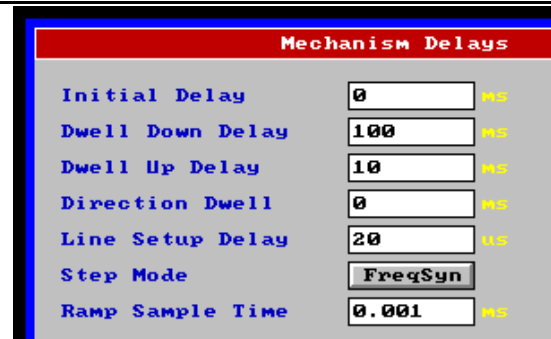 Mechanism Delays
Initial Delay 0 ms
Dwell Down Delay 100 ms
Dwell Up Delay 10 ms
Direction Dwell 0 ms
Line Setup Delay 20 us
Step Mode FreqSyn
Ramp Sample Time 0.001 ms